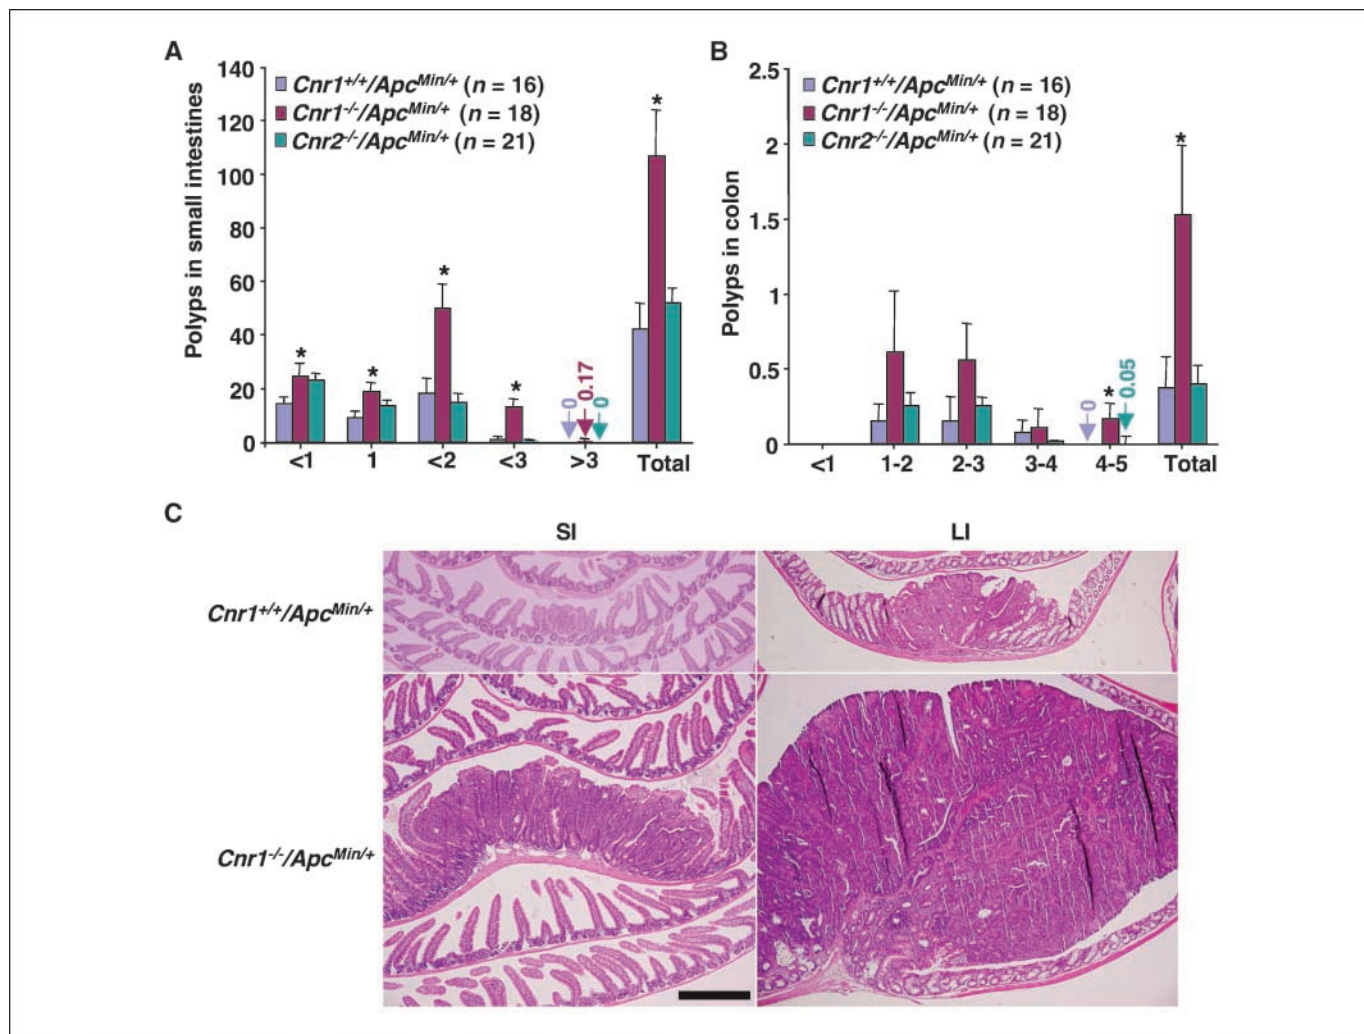 A
Polyps in small intestines
140
120
100
80
60
40
20
0
Cnr1+/+/ApcMin/+ (n = 16)
Cnr1-/-/ApcMin/+ (n = 18)
Cnr2-/-/ApcMin/+ (n = 21)
*
*
*
*
0
0.17
0
*
<1 1 <2 <3 >3 Total
B
Polyps in colon
2.5
2
1.5
1
0.5
0
Cnr1+/+/ApcMin/+ (n = 16)
Cnr1-/-/ApcMin/+ (n = 18)
Cnr2-/-/ApcMin/+ (n = 21)
0
*
0.05
*
<1 1-2 2-3 3-4 4-5 Total
C
SI LI
Cnr1+/+/ApcMin/+
Cnr1-/-/ApcMin/+